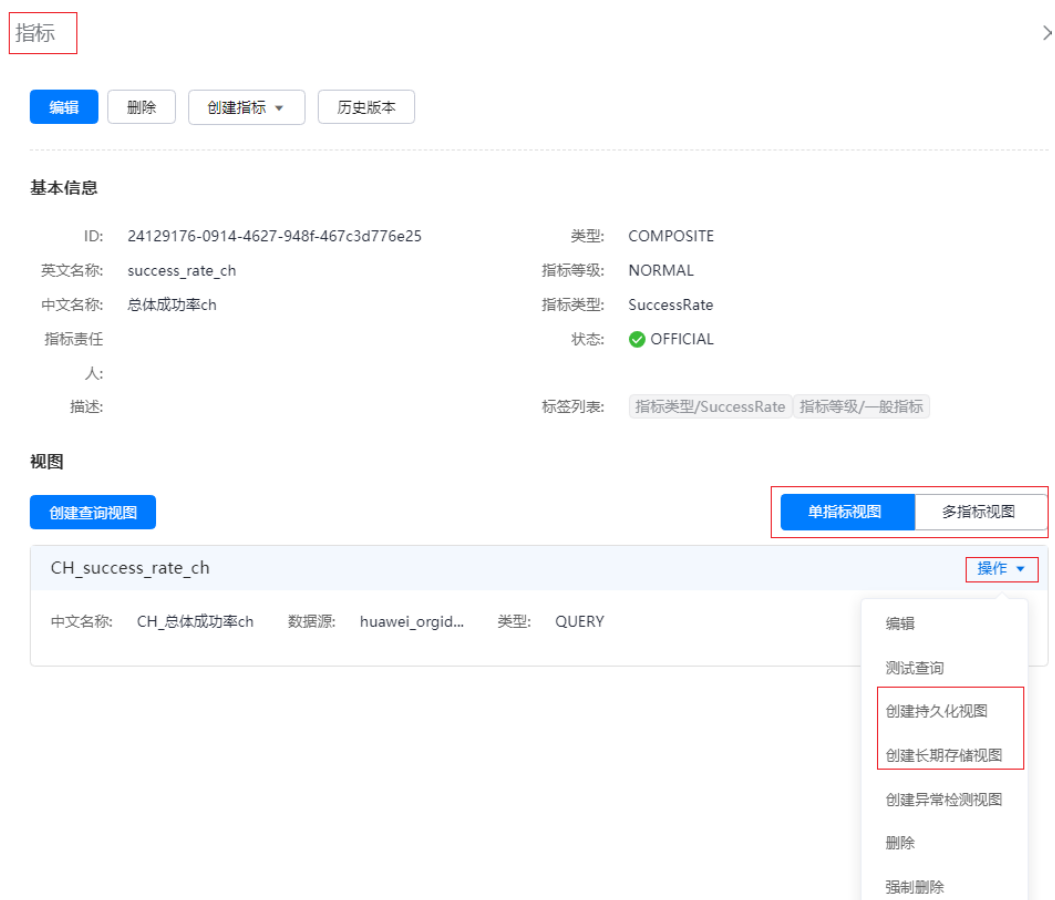 指标
编辑 删除 创建指标 历史版本
基本信息
ID: 24129176-0914-4627-948f-467c3d776e25 类型: COMPOSITE
英文名称: success_rate_ch 指标等级: NORMAL
中文名称: 总体成功率ch 指标类型: SuccessRate
指标责任 状态: OFFICIAL
人:
描述: 标签列表: 指标类型/SuccessRate 指标等级/一般指标
视图
创建查询视图 单指标视图 多指标视图
CH_success_rate_ch 操作
中文名称: CH_总体成功率ch 数据源: huawei_orgid... 类型: QUERY
编辑
测试查询
创建持久化视图
创建长期存储视图
创建异常检测视图
删除
强制删除